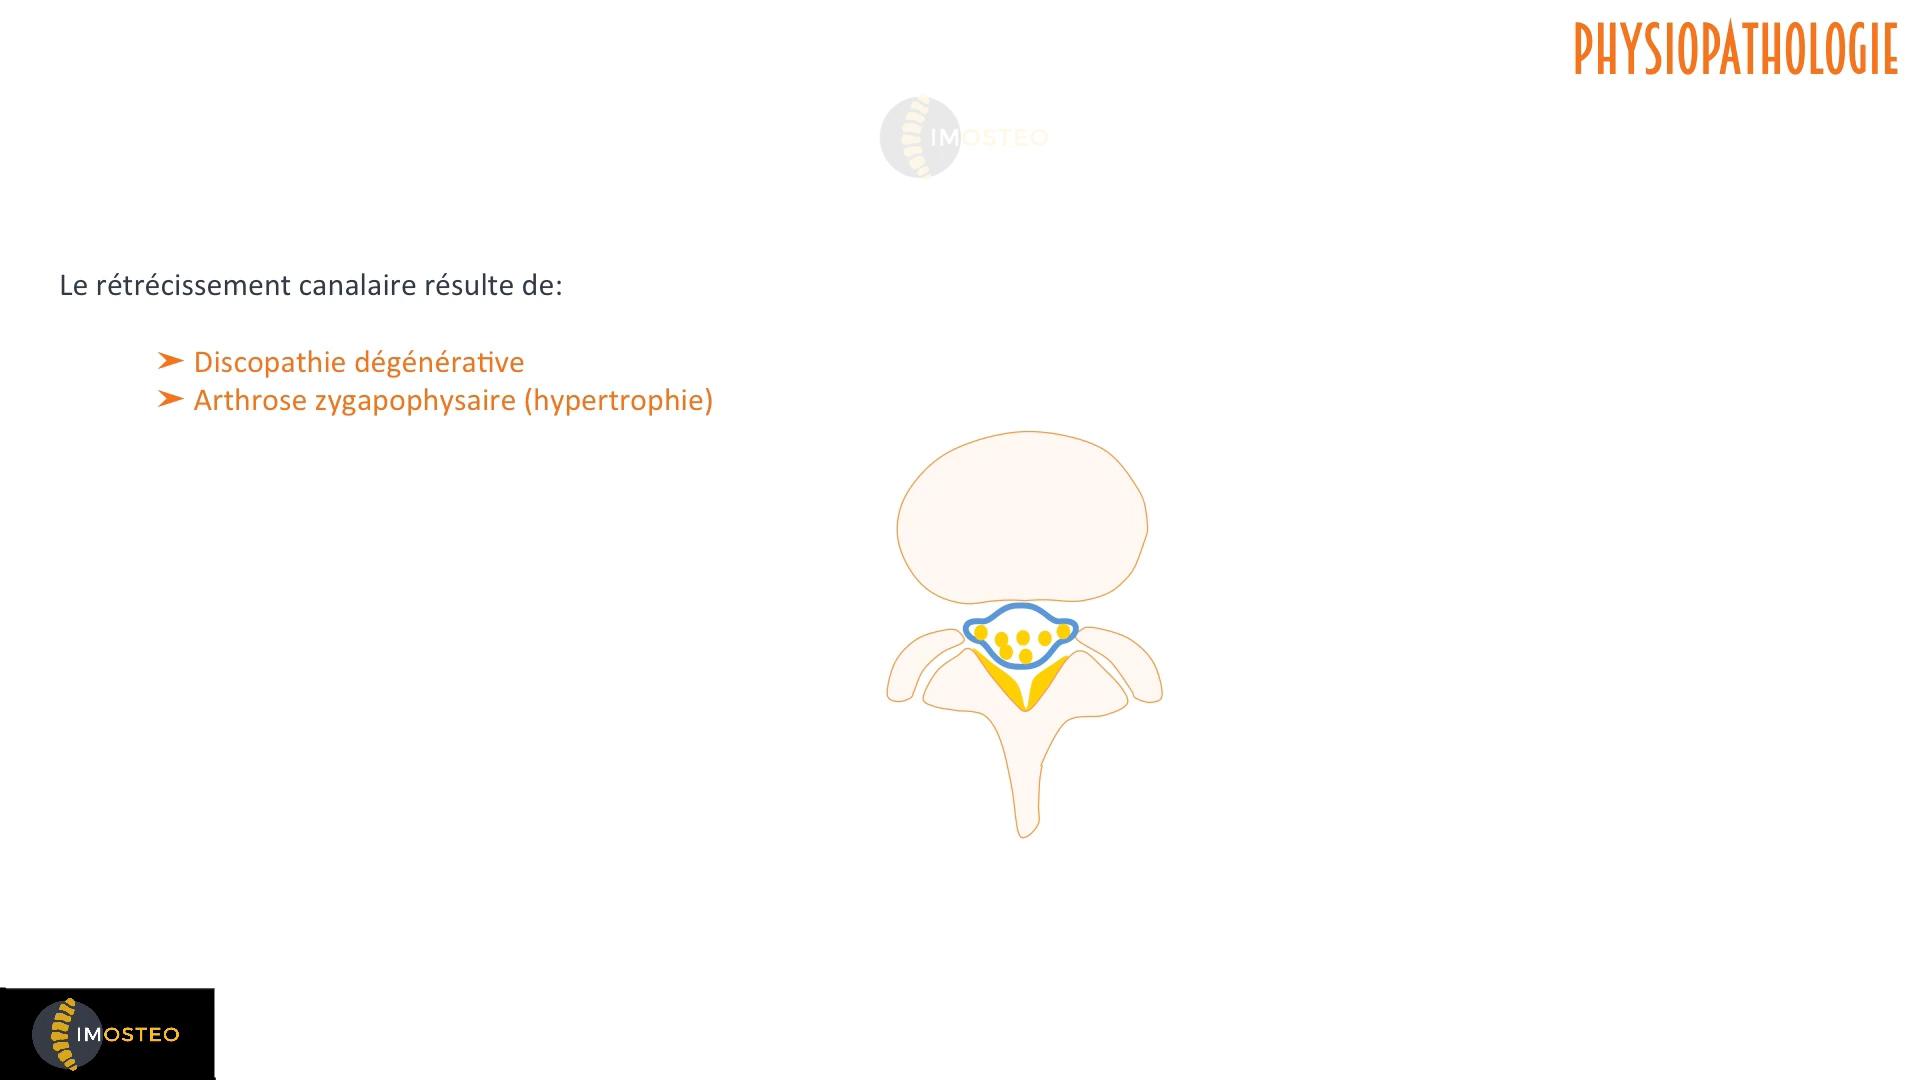 PHYSIOPATHOLOGIE
IMOSTEO
Le rétrécissement canalaire résulte de:
➤ Discopathie dégénérative
➤ Arthrose zygapophysaire (hypertrophie)
IMOSTEO